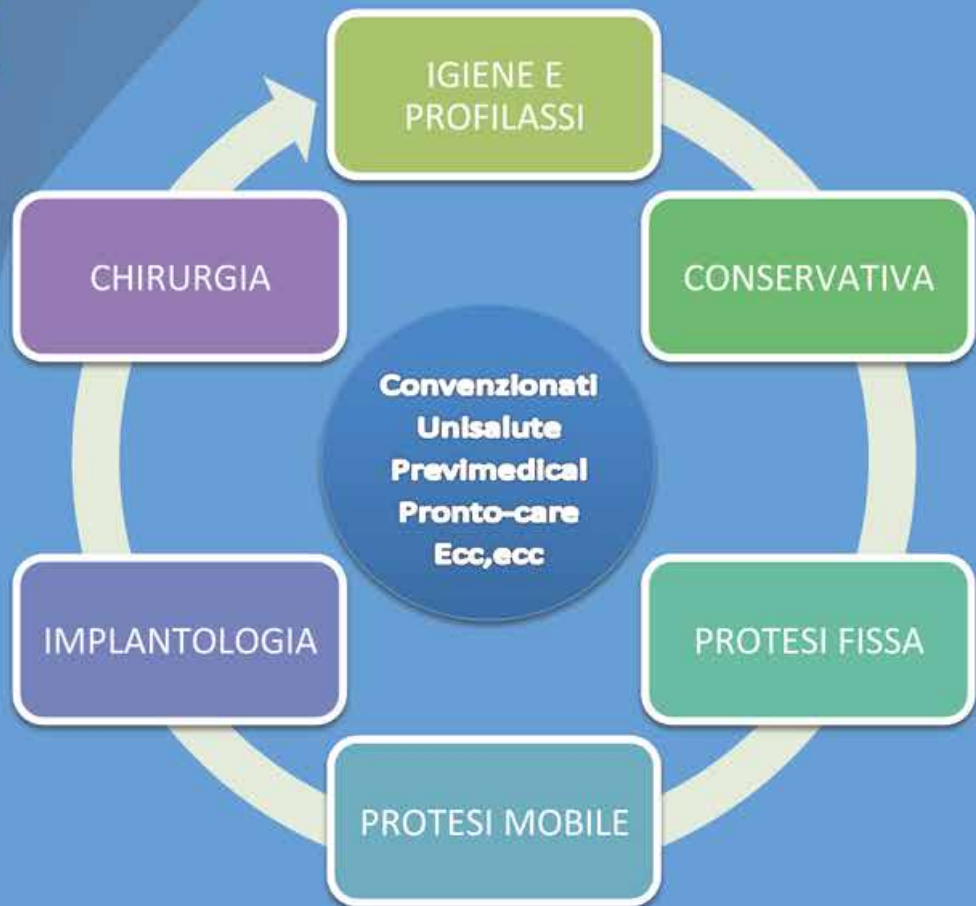 IGIENE E
PROFILASSI
CONSERVATIVA
PROTESI FISSA
PROTESI MOBILE
IMPLANTOLOGIA
CHIRURGIA
Convenzionati
Unisalute
Previmedical
Pronto-care
Ecc,ecc